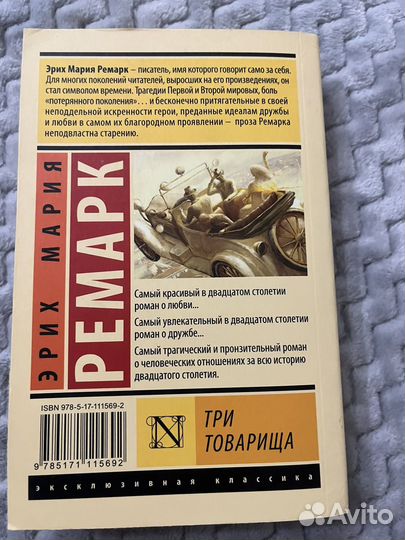 Эрих Мария Ремарк – писатель, имя которого говорит само за себя.
Для многих поколений читателей, выросших на его произведениях, он
стал символом времени. Трагедии Первой и Второй мировых, боль
«потерянного поколения»… и бесконечно притягательные в своей
неподдельной искренности герои, преданные идеалам дружбы
и любви в самом их благородном проявлении – проза Ремарка
неподвластна старению.
ЭРИХ МАРИЯ
РЕМАРК
Самый красивый в двадцатом столетии
роман о любви...
Самый увлекательный в двадцатом столетии
роман о дружбе...
Самый трагический и пронзительный роман
о человеческих отношениях за всю историю
двадцатого столетия.
ISBN 978-5-17-111569-2
9 785171 115692
N
ТРИ
ТОВАРИЩА
эксклюзивная классика
Avito